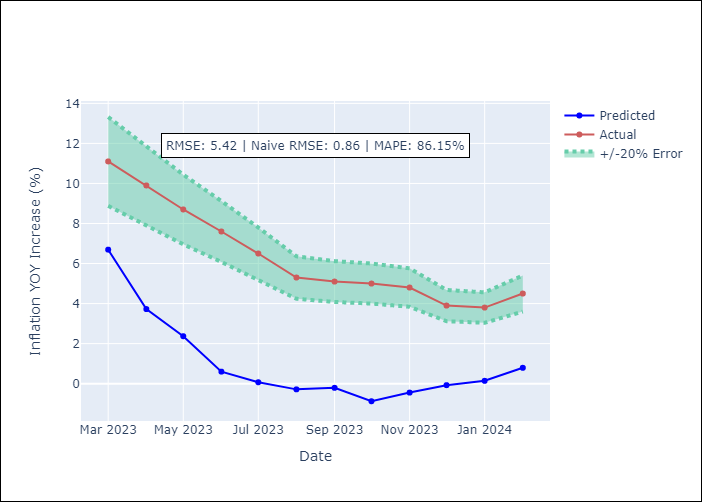 RMSE: 5.42 | Naive RMSE: 0.86 | MAPE: 86.15%
Predicted
Actual
+/-20% Error
Inflation YOY Increase (%)
14
12
10
8
6
4
2
0
Mar 2023 May 2023 Jul 2023 Sep 2023 Nov 2023 Jan 2024
Date